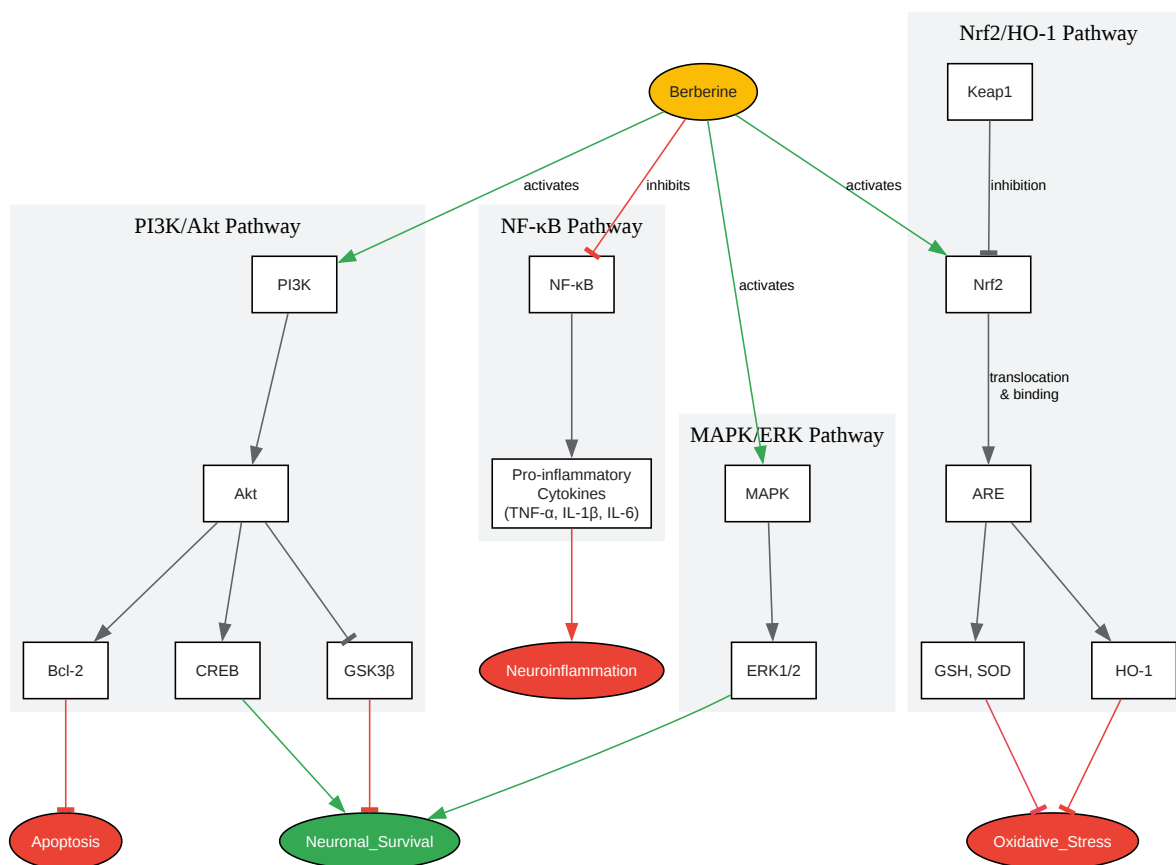 Nrf2/HO-1 Pathway
Berberine
Keap1
activates
inhibits
activates
inhibition
PI3K/Akt Pathway
NF-κB Pathway
PI3K
NF-κB
activates
Nrf2
translocation
& binding
MAPK/ERK Pathway
Akt
Pro-inflammatory
Cytokines
(TNF-α, IL-1β, IL-6)
MAPK
ARE
Bcl-2
CREB
GSK3β
Neuroinflammation
ERK1/2
GSH, SOD
HO-1
Apoptosis
Neuronal_Survival
Oxidative_Stress